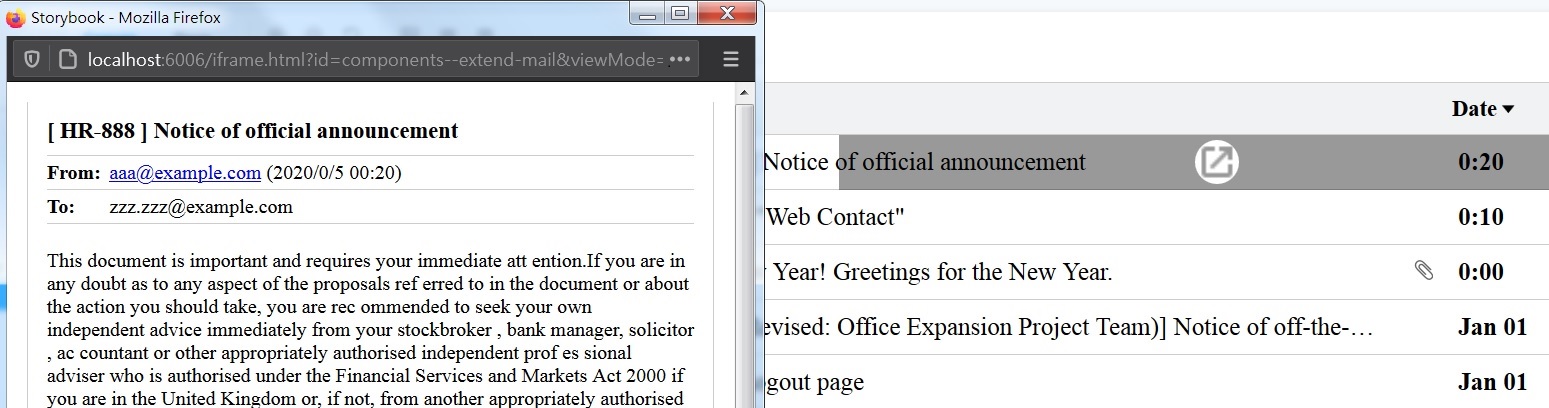 Storybook - Mozilla Firefox
localhost:6006/iframe.html?id=components--extend-mail&viewMode=
[ HR-888 ] Notice of official announcement
From: aaa@example.com (2020/0/5 00:20)
To: zzz.zzz@example.com
This document is important and requires your immediate att ention.If you are in
any doubt as to any aspect of the proposals ref erred to in the document or about
the action you should take, you are rec ommended to seek your own
independent advice immediately from your stockbroker , bank manager, solicitor
, ac countant or other appropriately authorised independent prof es sional
adviser who is authorised under the Financial Services and Markets Act 2000 if
you are in the United Kingdom or, if not, from another appropriately authorised
Date
Notice of official announcement 0:20
Web Contact" 0:10
Year! Greetings for the New Year. 0:00
evised: Office Expansion Project Team)] Notice of off-the-… Jan 01
gout page Jan 01